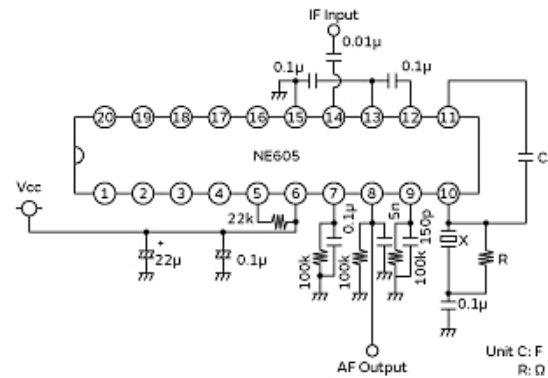 IF Input
0.01μ
0.1μ 0.1μ
20 19 18 17 16 15 14 13 12 11
NE605
C
Vcc
1 2 3 4 5 6 7 8 9 10
22k
0.1μ
5n
150p
X
+
22μ
0.1μ
100k
100k
100k
R
0.1μ
AF Output
Unit C: F
R: Ω